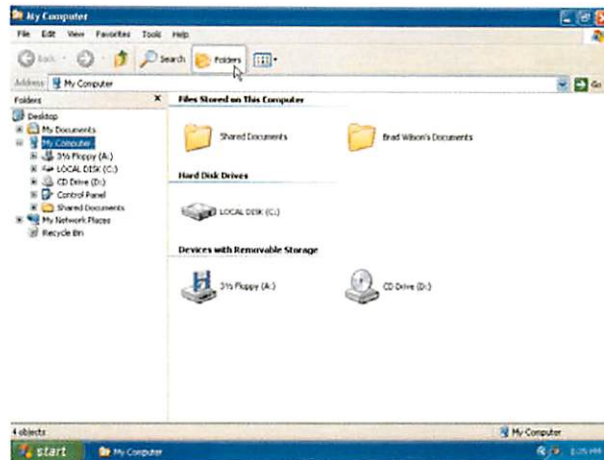 My Computer
File Edit View Favorites Tools Help
Back Search Folders
Address My Computer Go
Folders X
Files Stored on This Computer
Desktop
My Documents
My Computer
3½ Floppy (A:)
LOCAL DISK (C:)
CD Drive (D:)
Control Panel
Shared Documents
My Network Places
Recycle Bin
Shared Documents
Brad Wilson's Documents
Hard Disk Drives
LOCAL DISK (C:)
Devices with Removable Storage
3½ Floppy (A:)
CD Drive (D:)
4 objects
My Computer
start
My Computer